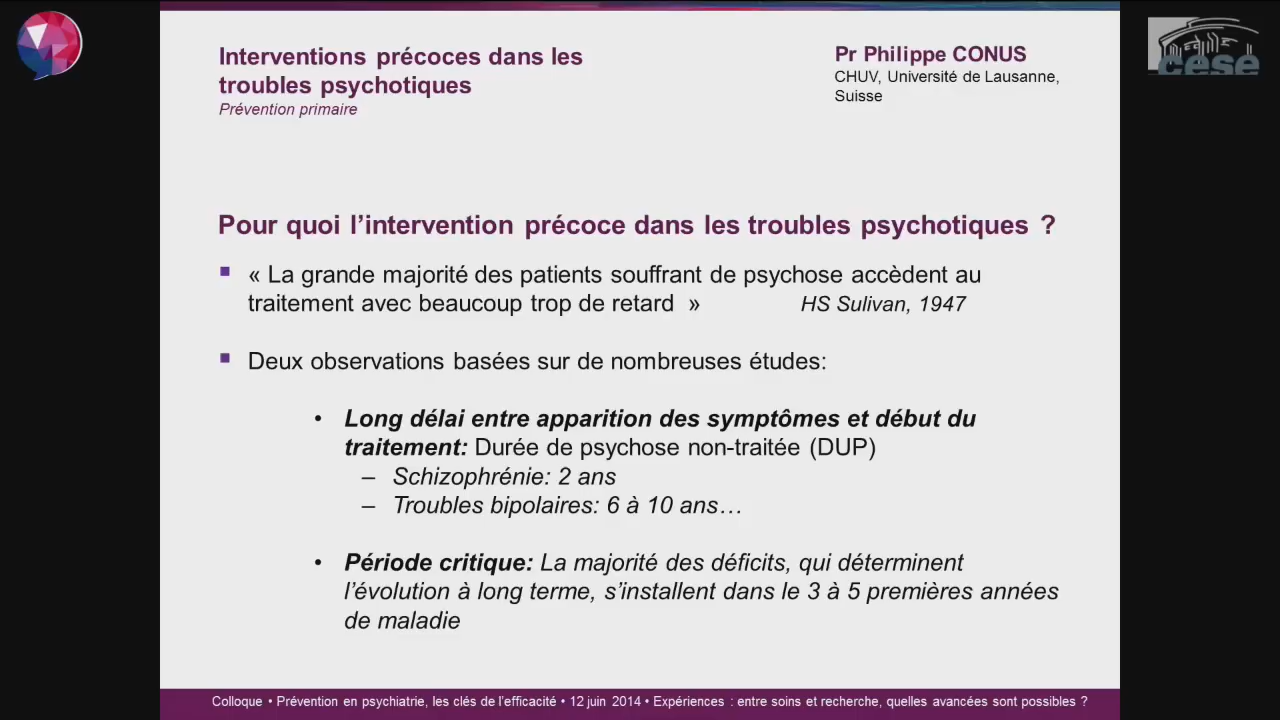 Interventions précoces dans les
troubles psychotiques
Prévention primaire
Pr Philippe CONUS
CHUV, Université de Lausanne,
Suisse
cese
Pour quoi l'intervention précoce dans les troubles psychotiques ?
▪ « La grande majorité des patients souffrant de psychose accèdent au
traitement avec beaucoup trop de retard » HS Sulivan, 1947
▪ Deux observations basées sur de nombreuses études:
• Long délai entre apparition des symptômes et début du
traitement: Durée de psychose non-traitée (DUP)
– Schizophrénie: 2 ans
– Troubles bipolaires: 6 à 10 ans…
• Période critique: La majorité des déficits, qui déterminent
l'évolution à long terme, s'installent dans le 3 à 5 premières années
de maladie
Colloque • Prévention en psychiatrie, les clés de l'efficacité • 12 juin 2014 • Expériences : entre soins et recherche, quelles avancées sont possibles ?